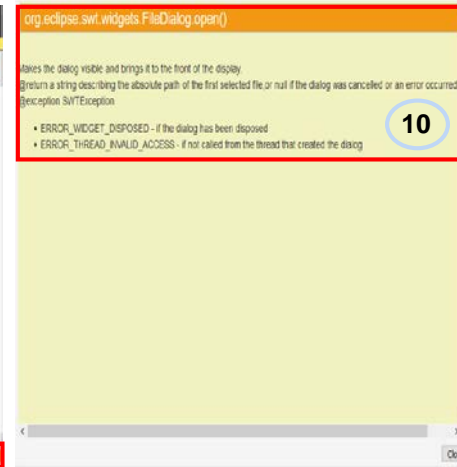 org.eclipse.swt.widgets.FileDialog.open()
Makes the dialog visible and brings it to the front of the display.
@return a string describing the absolute path of the first selected file,or null if the dialog was cancelled or an error occurred
@exception SWTException
• ERROR_WIDGET_DISPOSED - if the dialog has been disposed
• ERROR_THREAD_INVALID_ACCESS - if not called from the thread that created the dialog
10
Clo